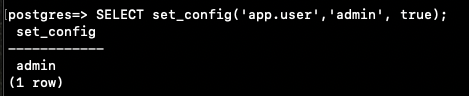 postgres=> SELECT set_config('app.user','admin', true);
 set_config
------------
 admin
(1 row)